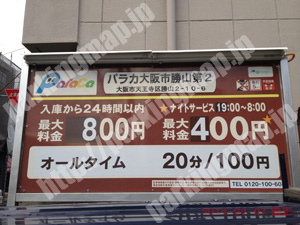 Paraca
パラカ大阪市勝山第2
大阪市天王寺区勝山2-10-6
入庫から24時間以内
最大料金 800円
★ナイトサービス 19:00~8:00
最大料金 400円
オールタイム 20分/100円
TEL 0120-100-60